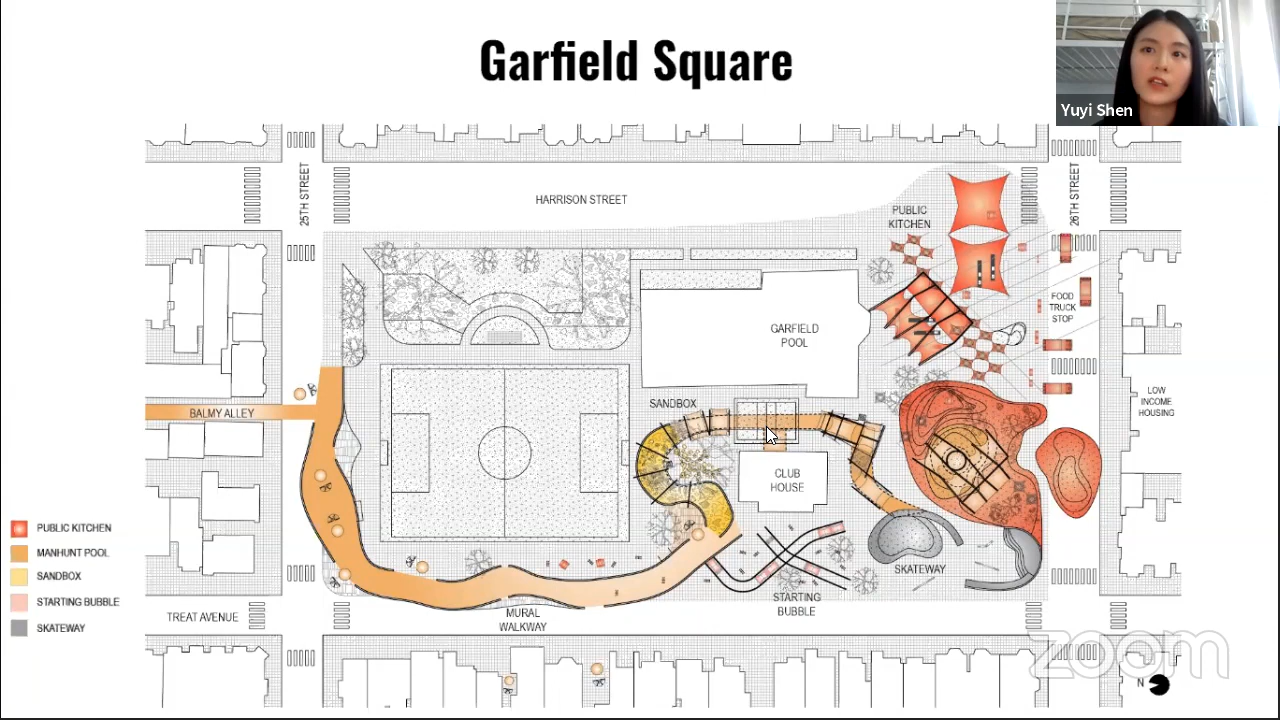 Garfield Square
Yuyi Shen
25TH STREET
HARRISON STREET
26TH STREET
PUBLIC
KITCHEN
FOOD
TRUCK
STOP
GARFIELD
POOL
LOW
INCOME
HOUSING
BALMY ALLEY
SANDBOX
CLUB
HOUSE
SKATEWAY
STARTING
BUBBLE
MURAL
WALKWAY
TREAT AVENUE
PUBLIC KITCHEN
MANHUNT POOL
SANDBOX
STARTING BUBBLE
SKATEWAY
zoom
N